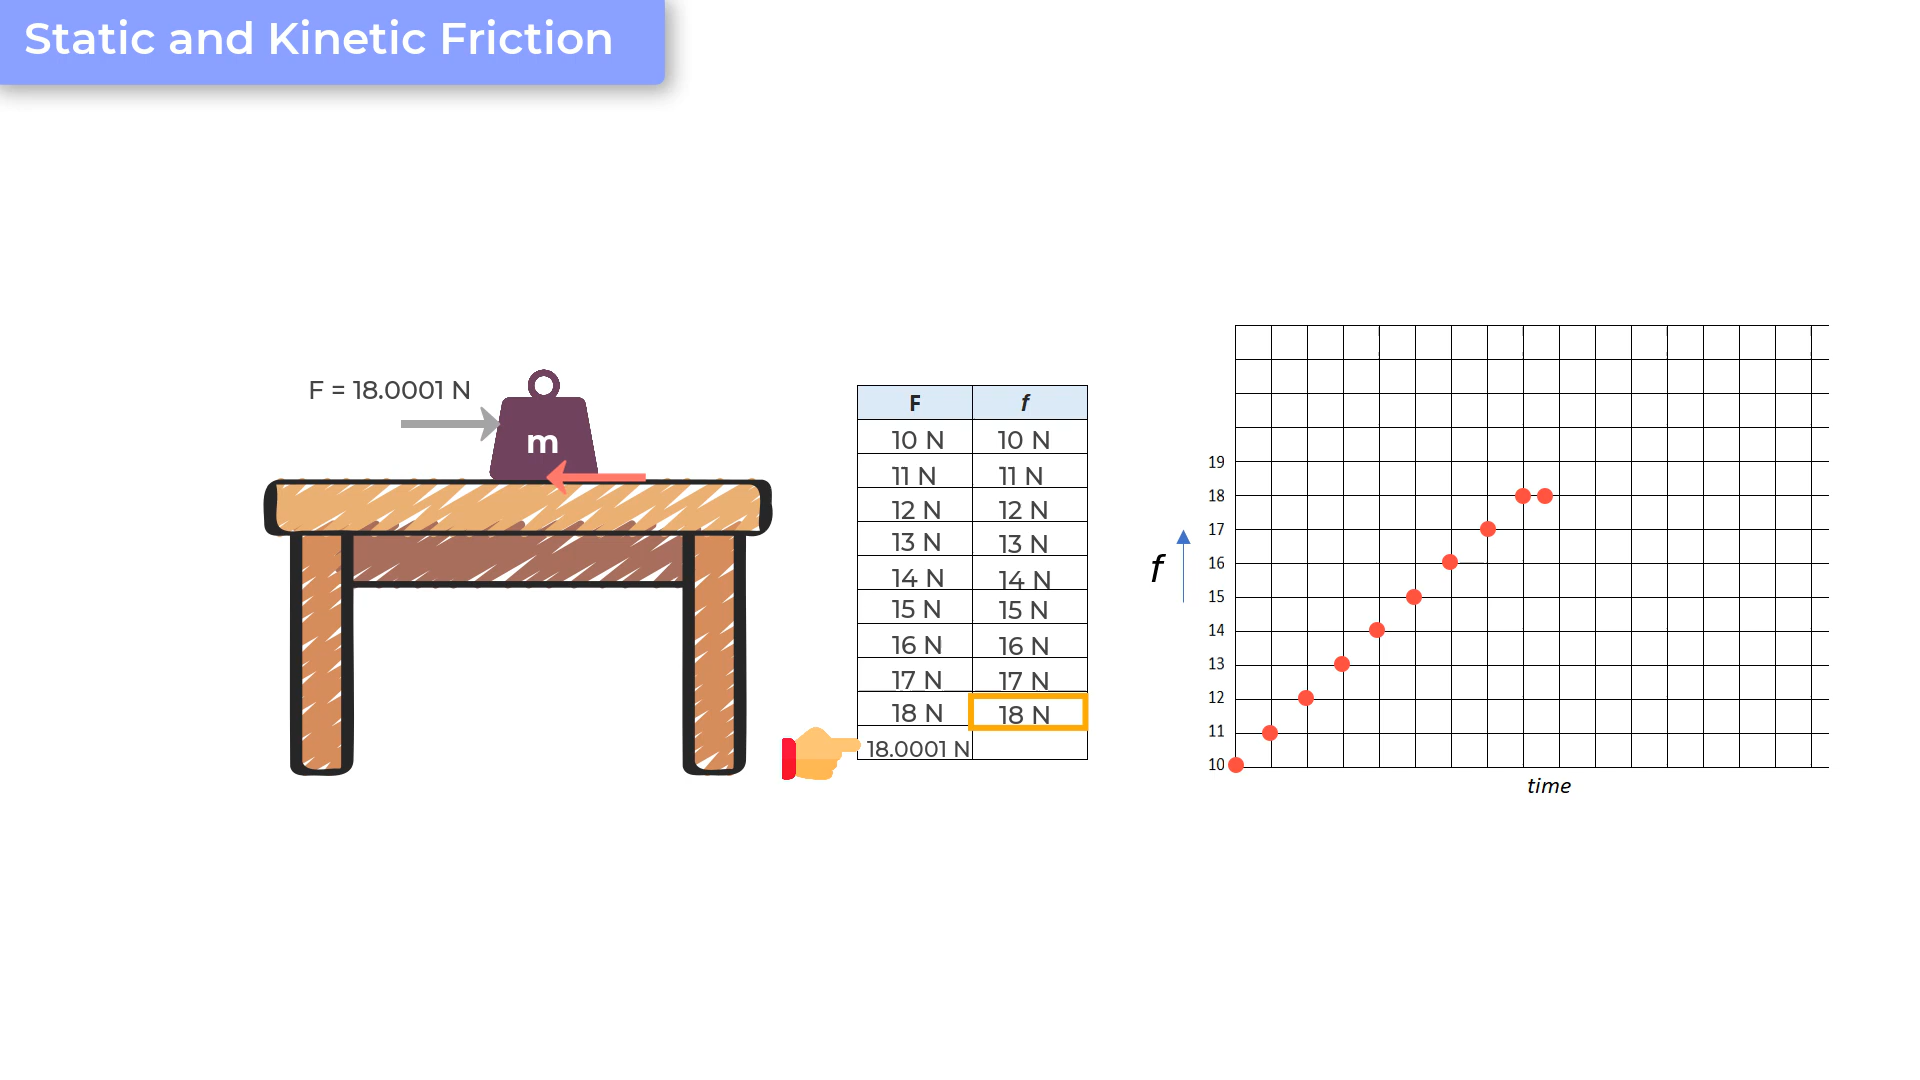 Static and Kinetic Friction
F = 18.0001 N
m
F f
10 N 10 N
11 N 11 N
12 N 12 N
13 N 13 N
14 N 14 N
15 N 15 N
16 N 16 N
17 N 17 N
18 N 18 N
18.0001 N
f
19
18
17
16
15
14
13
12
11
10
time